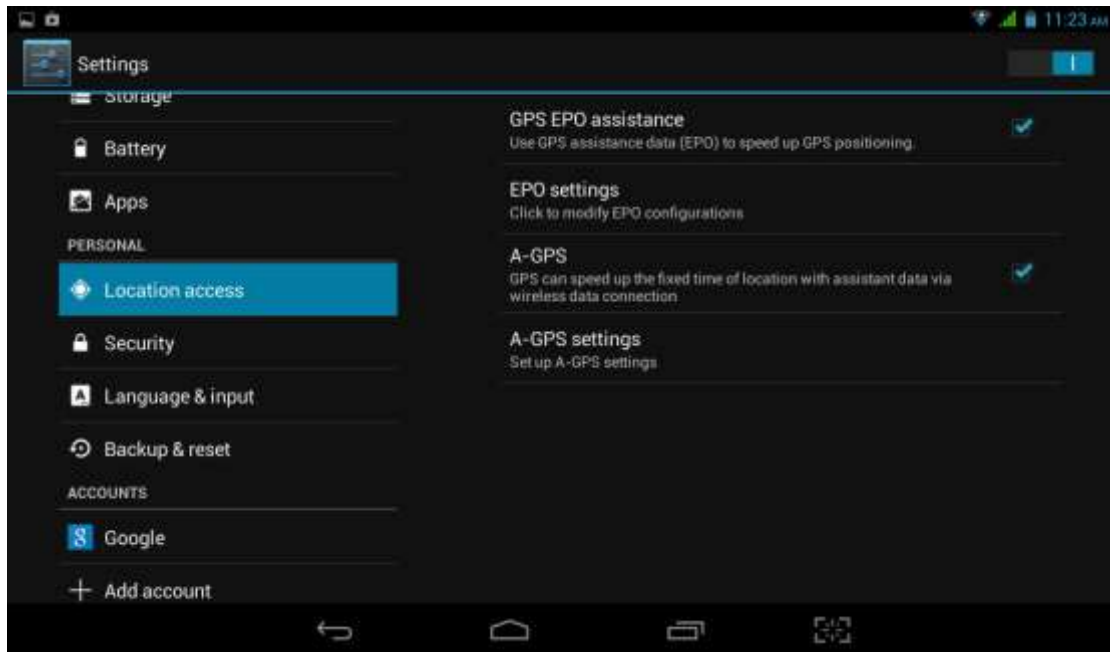 11:23 AM
Settings
Storage
Battery
Apps
PERSONAL
Location access
Security
Language & input
Backup & reset
ACCOUNTS
Google
Add account
GPS EPO assistance
Use GPS assistance data (EPO) to speed up GPS positioning.
EPO settings
Click to modify EPO configurations
A-GPS
GPS can speed up the fixed time of location with assistant data via
wireless data connection
A-GPS settings
Set up A-GPS settings